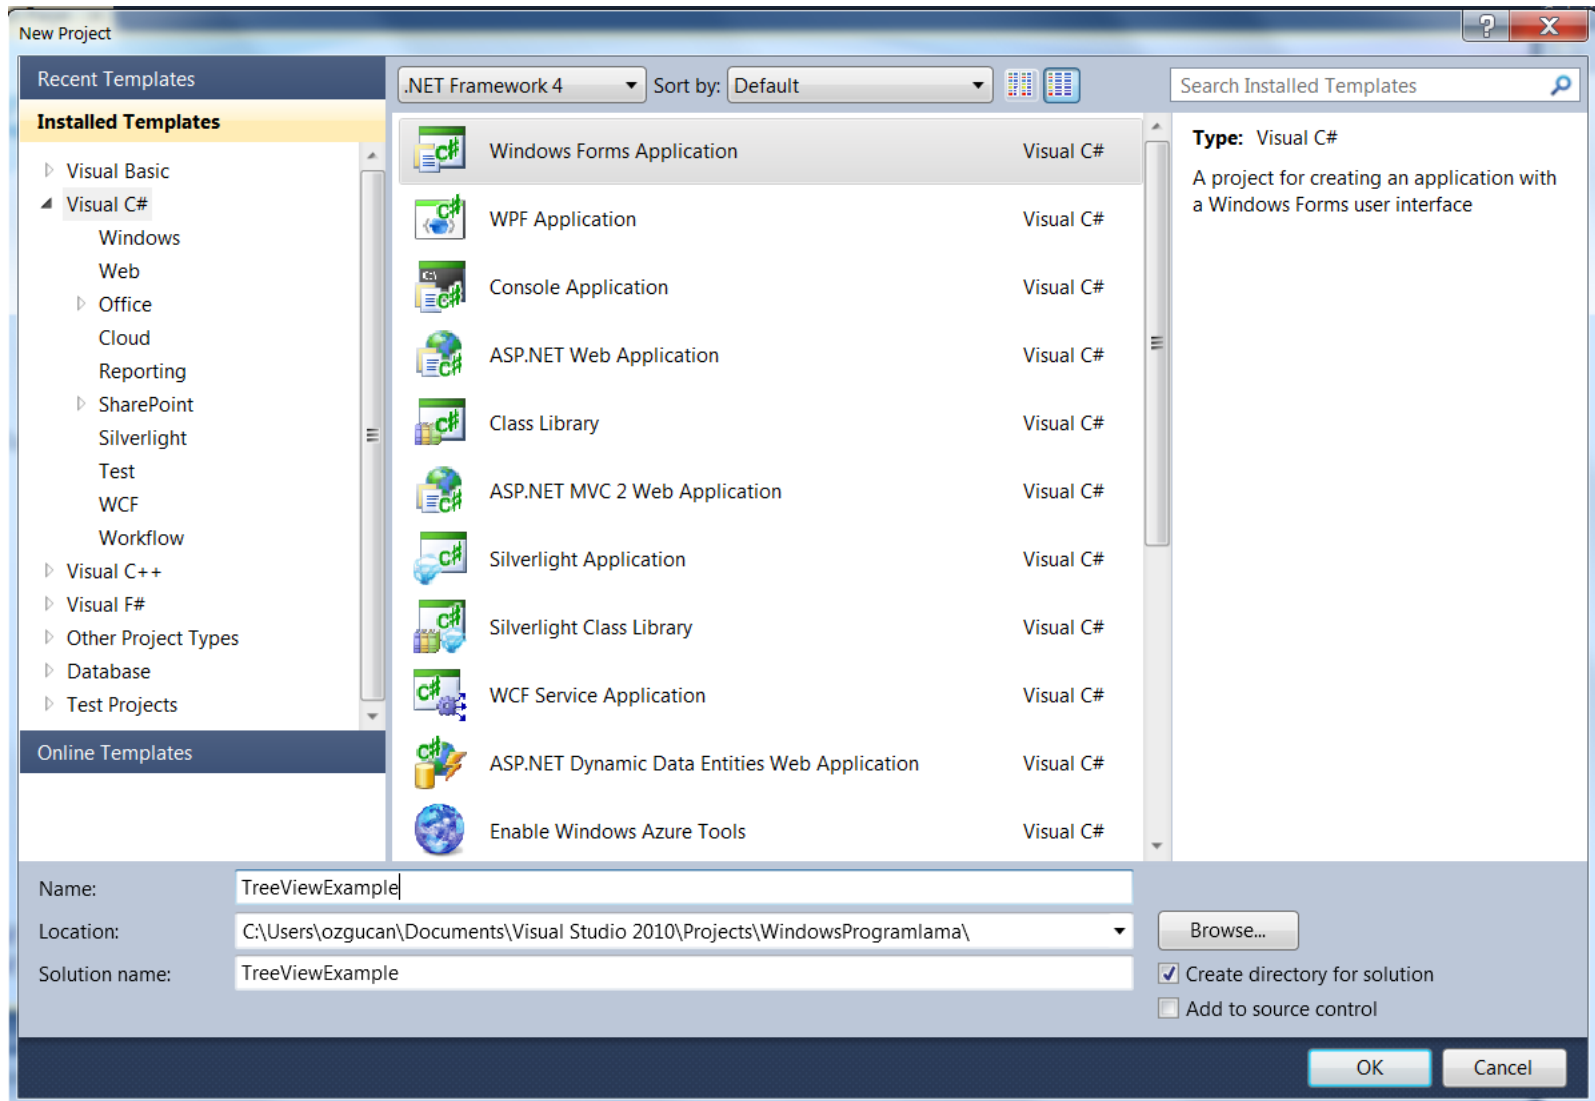 New Project
Recent Templates
Installed Templates
Visual Basic
Visual C#
Windows
Web
Office
Cloud
Reporting
SharePoint
Silverlight
Test
WCF
Workflow
Visual C++
Visual F#
Other Project Types
Database
Test Projects
Online Templates
.NET Framework 4 Sort by: Default
Windows Forms Application Visual C#
WPF Application Visual C#
Console Application Visual C#
ASP.NET Web Application Visual C#
Class Library Visual C#
ASP.NET MVC 2 Web Application Visual C#
Silverlight Application Visual C#
Silverlight Class Library Visual C#
WCF Service Application Visual C#
ASP.NET Dynamic Data Entities Web Application Visual C#
Enable Windows Azure Tools Visual C#
Search Installed Templates
Type: Visual C#
A project for creating an application with
a Windows Forms user interface
Name: TreeViewExample
Location: C:\Users\ozgucan\Documents\Visual Studio 2010\Projects\WindowsProgramlama\ Browse...
Solution name: TreeViewExample
Create directory for solution
Add to source control
OK Cancel